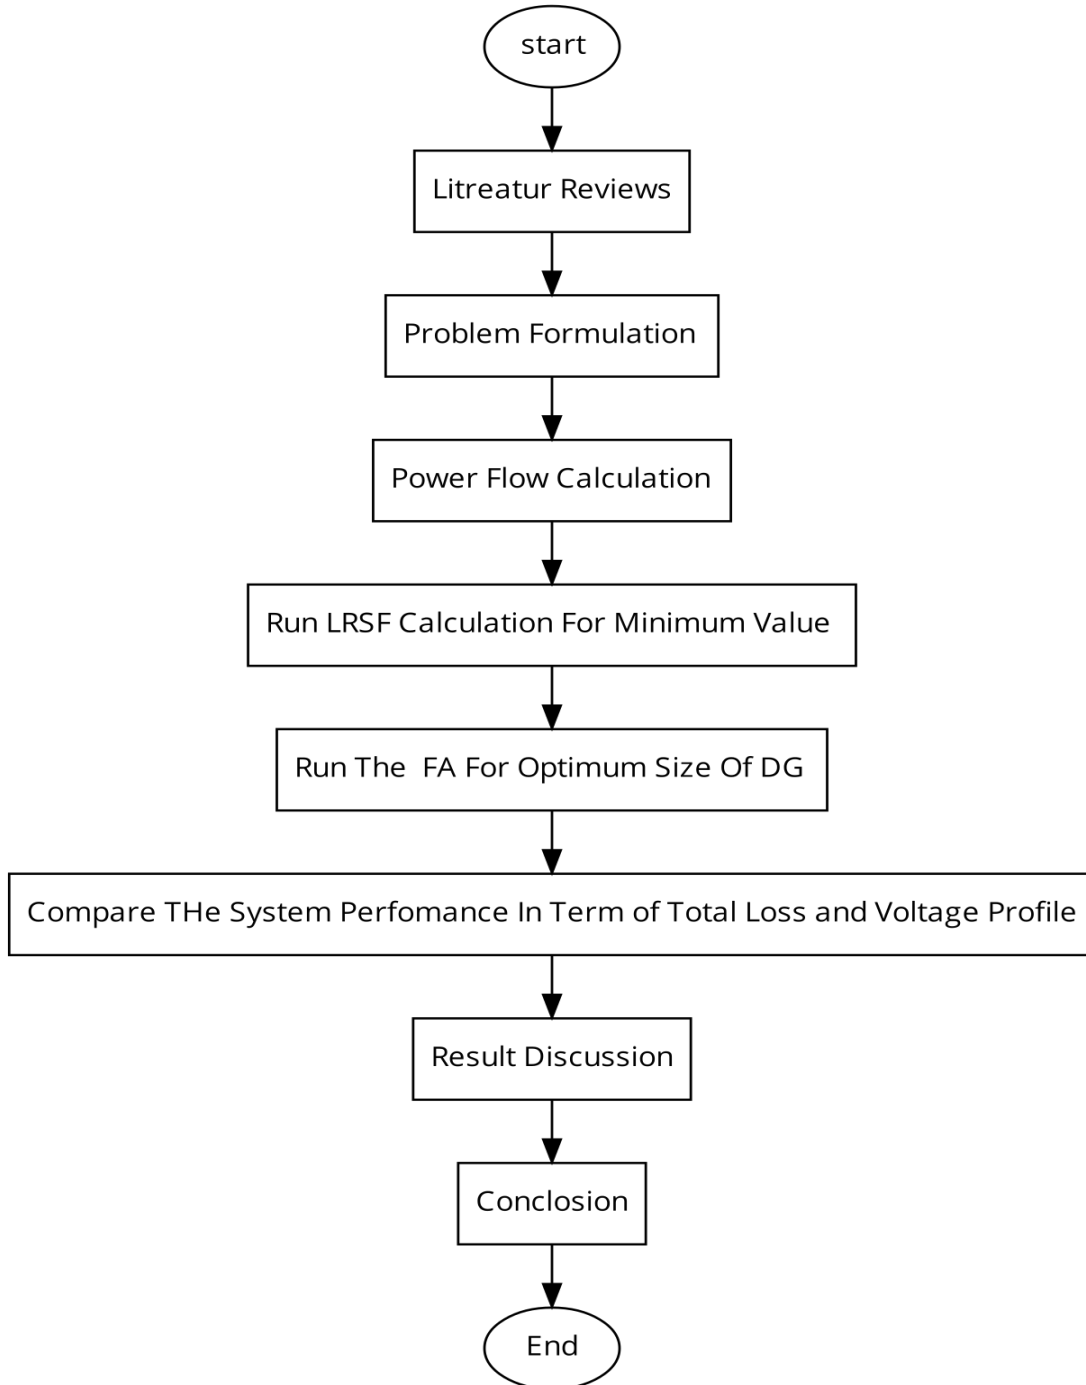 start
Litreatur Reviews
Problem Formulation
Power Flow Calculation
Run LRSF Calculation For Minimum Value
Run The  FA For Optimum Size Of DG
Compare THe System Perfomance In Term of Total Loss and Voltage Profile
Result Discussion
Conclosion
End